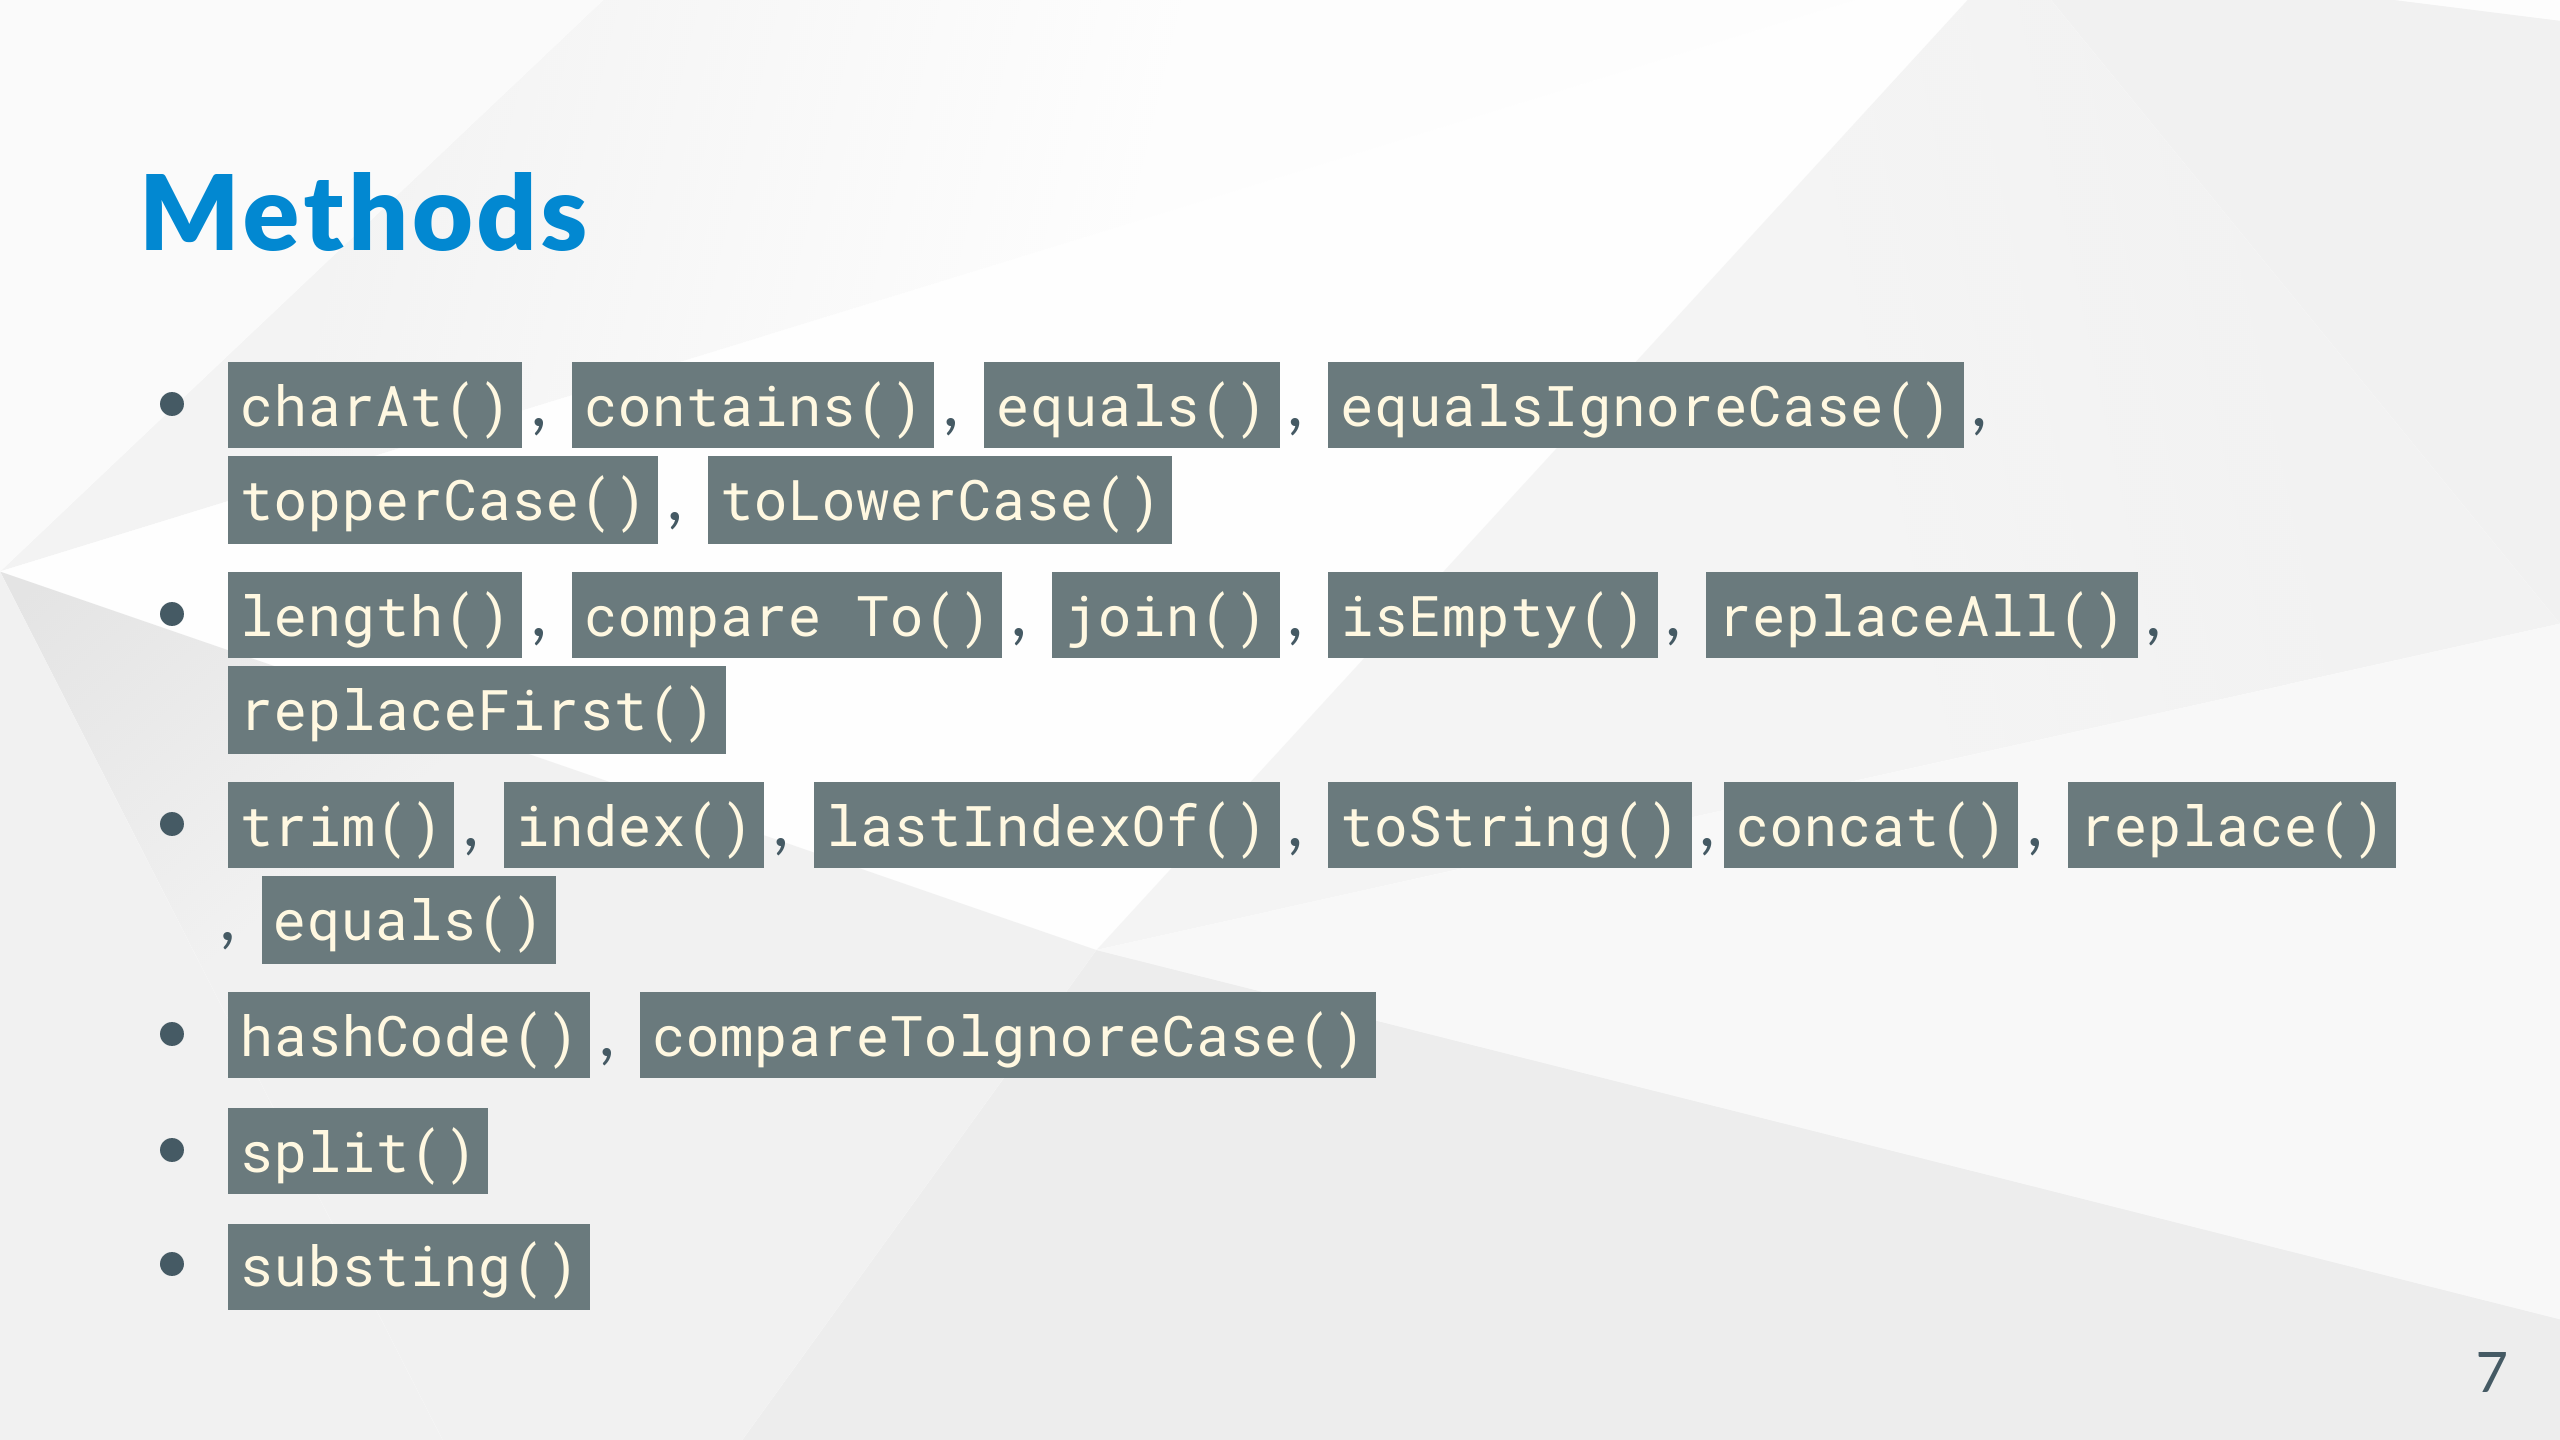 Methods
• charAt(), contains(), equals(), equalsIgnoreCase(),
topperCase(), toLowerCase()
• length(), compare To(), join(), isEmpty(), replaceAll(),
replaceFirst()
• trim(), index(), lastIndexOf(), toString(),concat(), replace()
, equals()
• hashCode(), compareTolgnoreCase()
• split()
• substing()
7